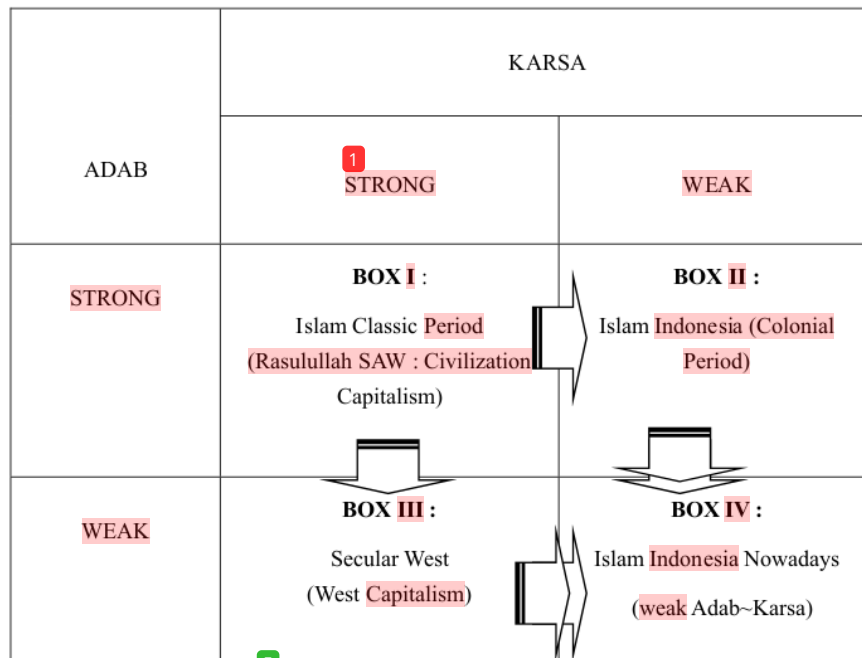 KARSA
ADAB
1
STRONG
WEAK
STRONG
BOX I :
Islam Classic Period
(Rasulullah SAW : Civilization
Capitalism)
BOX II :
Islam Indonesia (Colonial
Period)
WEAK
BOX III :
Secular West
(West Capitalism)
BOX IV :
Islam Indonesia Nowadays
(weak Adab~Karsa)